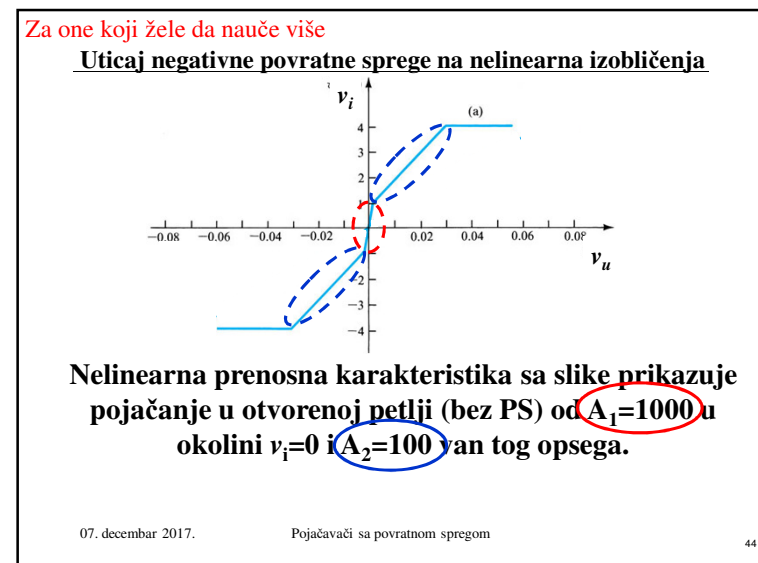 Za one koji žele da nauče više
Uticaj negativne povratne sprege na nelinearna izobličenja
v_i
(a)
4
3
2
1
−0.08 −0.06 −0.04 −0.02 0.02 0.04 0.06 0.08
v_u
−2
−3
−4
Nelinearna prenosna karakteristika sa slike prikazuje
pojačanje u otvorenoj petlji (bez PS) od A₁=1000 u
okolini vᵢ=0 i A₂=100 van tog opsega.
07. decembar 2017. Pojačavači sa povratnom spregom
44